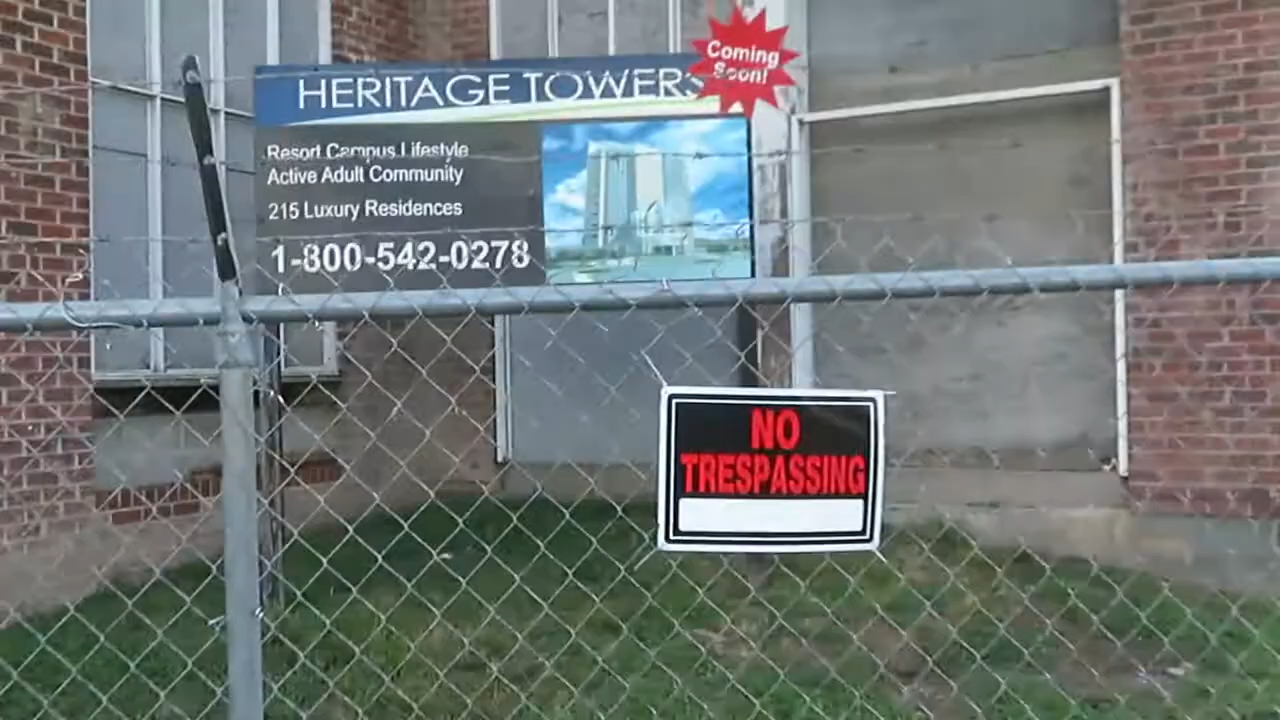 HERITAGE TOWERS
Coming
Soon!
Resort Campus Lifestyle
Active Adult Community
215 Luxury Residences
1-800-542-0278
NO
TRESPASSING